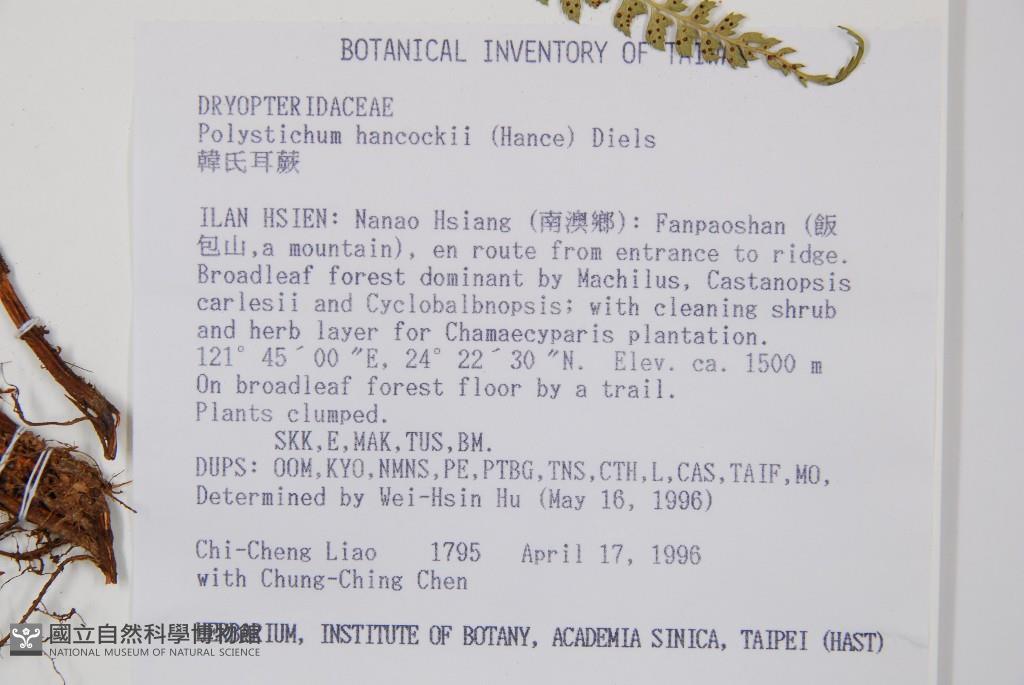 BOTANICAL INVENTORY OF
DRYOPTERIDACEAE
Polystichum hancockii (Hance) Diels
韓氏耳蕨
ILAN HSIEN: Nanao Hsiang (南澳鄉): Fanpaoshan (飯
包山,a mountain), en route from entrance to ridge.
Broadleaf forest dominant by Machilus, Castanopsis
carlesii and Cyclobalbnopsis; with cleaning shrub
and herb layer for Chamaecyparis plantation.
121° 45´00 ″E, 24° 22´30 ″N. Elev. ca. 1500 m
On broadleaf forest floor by a trail.
Plants clumped.
SKK,E,MAK,TUS,BM.
DUPS: OOM,KYO,NMNS,PE,PTBG,TNS,CTH,L,CAS,TAIF,MO,
Determined by Wei-Hsin Hu (May 16, 1996)
Chi-Cheng Liao 1795 April 17, 1996
with Chung-Ching Chen
HERBARIUM, INSTITUTE OF BOTANY, ACADEMIA SINICA, TAIPEI (HAST)
國立自然科學博物館
NATIONAL MUSEUM OF NATURAL SCIENCE